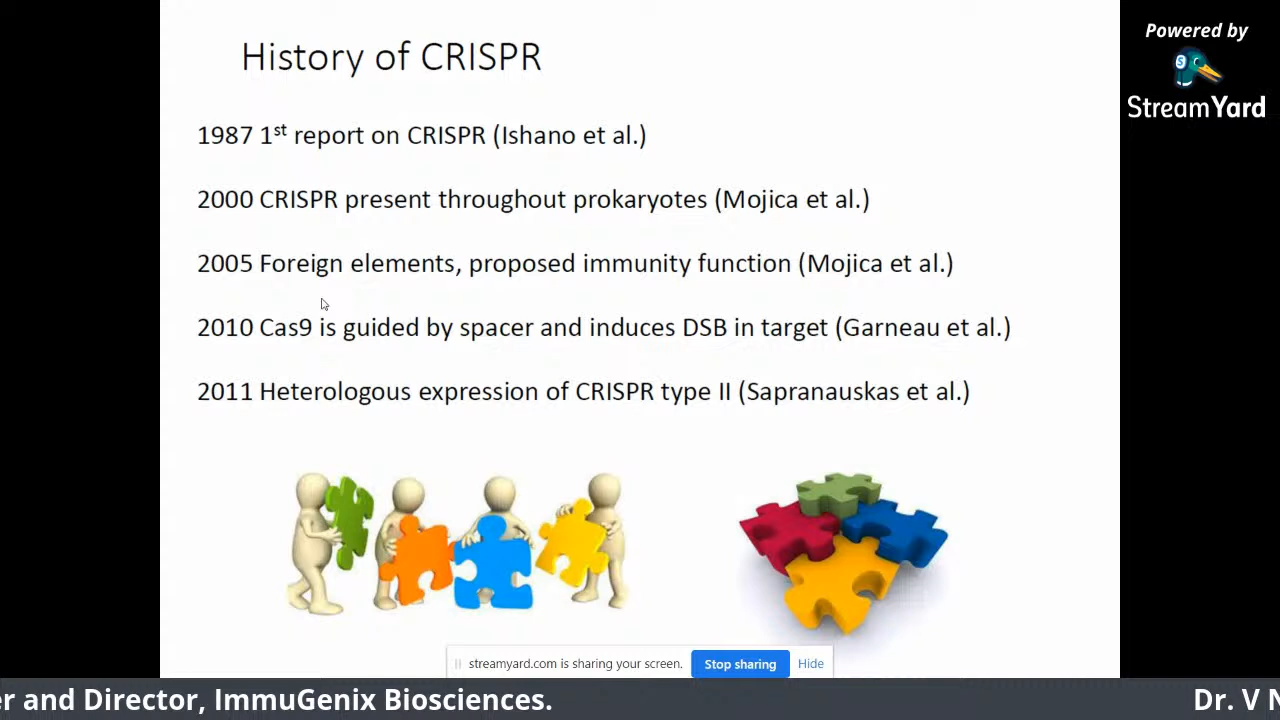 Powered by
StreamYard
History of CRISPR
1987 1st report on CRISPR (Ishano et al.)
2000 CRISPR present throughout prokaryotes (Mojica et al.)
2005 Foreign elements, proposed immunity function (Mojica et al.)
2010 Cas9 is guided by spacer and induces DSB in target (Garneau et al.)
2011 Heterologous expression of CRISPR type II (Sapranauskas et al.)
streamyard.com is sharing your screen. Stop sharing Hide
er and Director, ImmuGenix Biosciences. Dr. V N